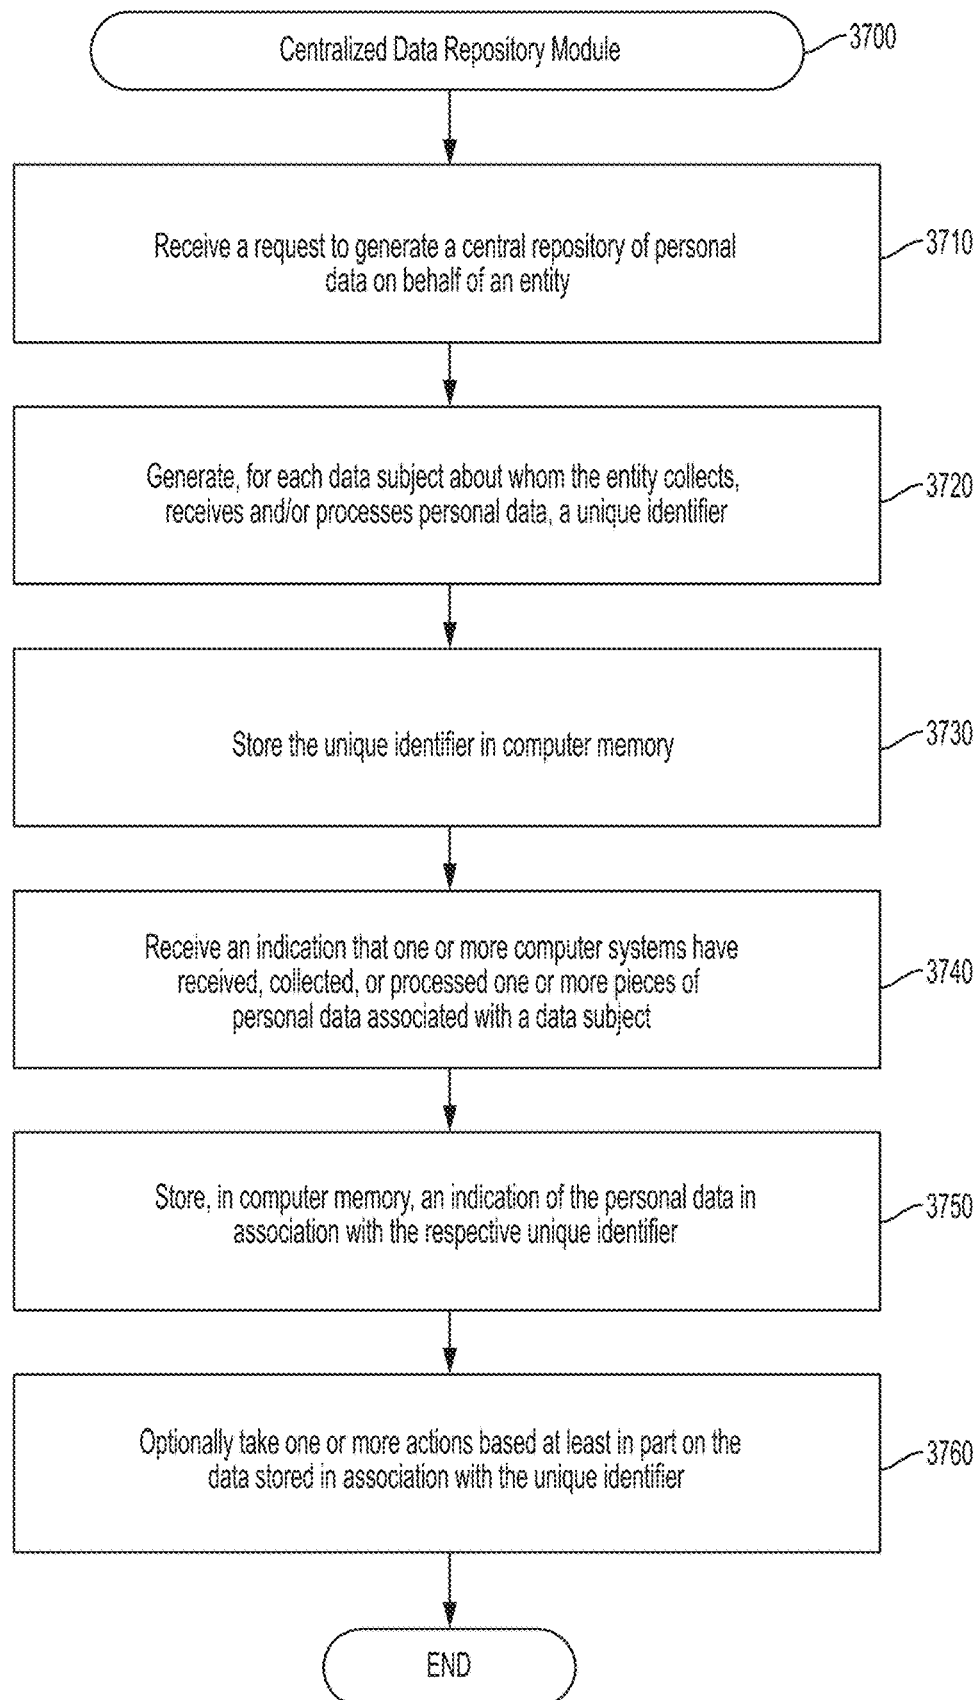 Centralized Data Repository Module
3700
Receive a request to generate a central repository of personal
data on behalf of an entity
3710
Generate, for each data subject about whom the entity collects,
receives and/or processes personal data, a unique identifier
3720
Store the unique identifier in computer memory
3730
Receive an indication that one or more computer systems have
received, collected, or processed one or more pieces of
personal data associated with a data subject
3740
Store, in computer memory, an indication of the personal data in
association with the respective unique identifier
3750
Optionally take one or more actions based at least in part on the
data stored in association with the unique identifier
3760
END